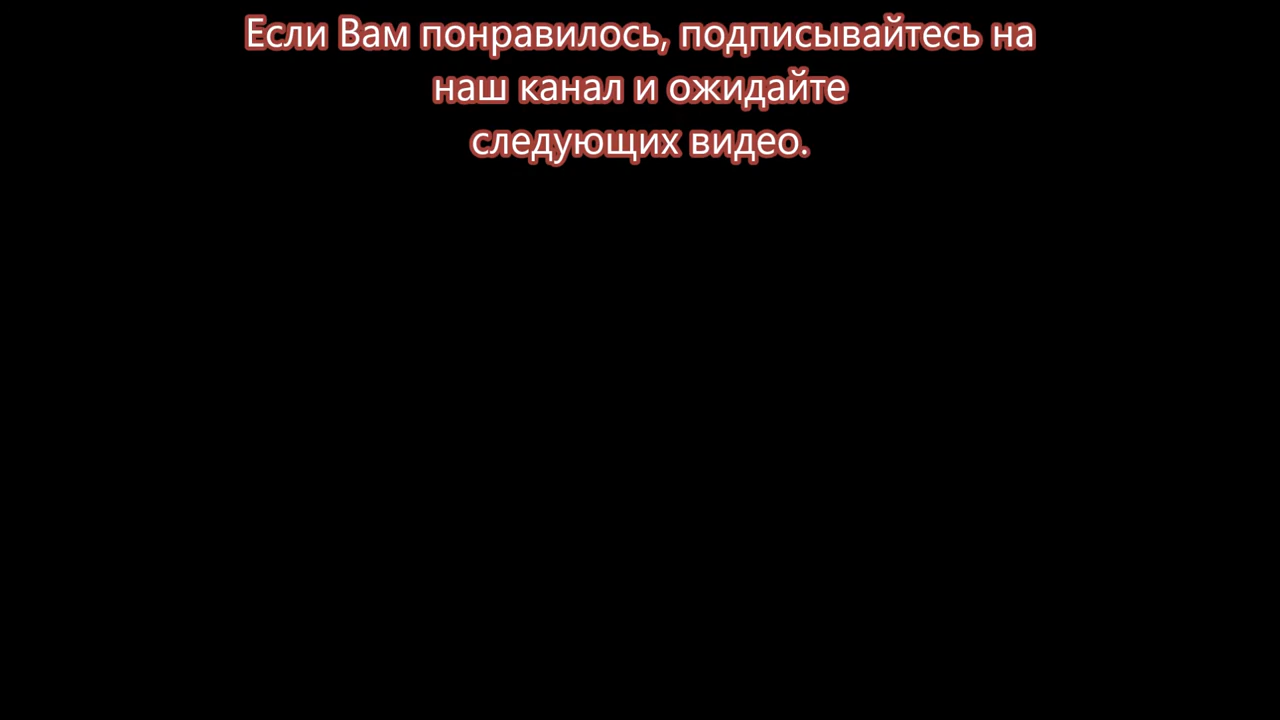 Если Вам понравилось, подписывайтесь на
наш канал и ожидайте
следующих видео.